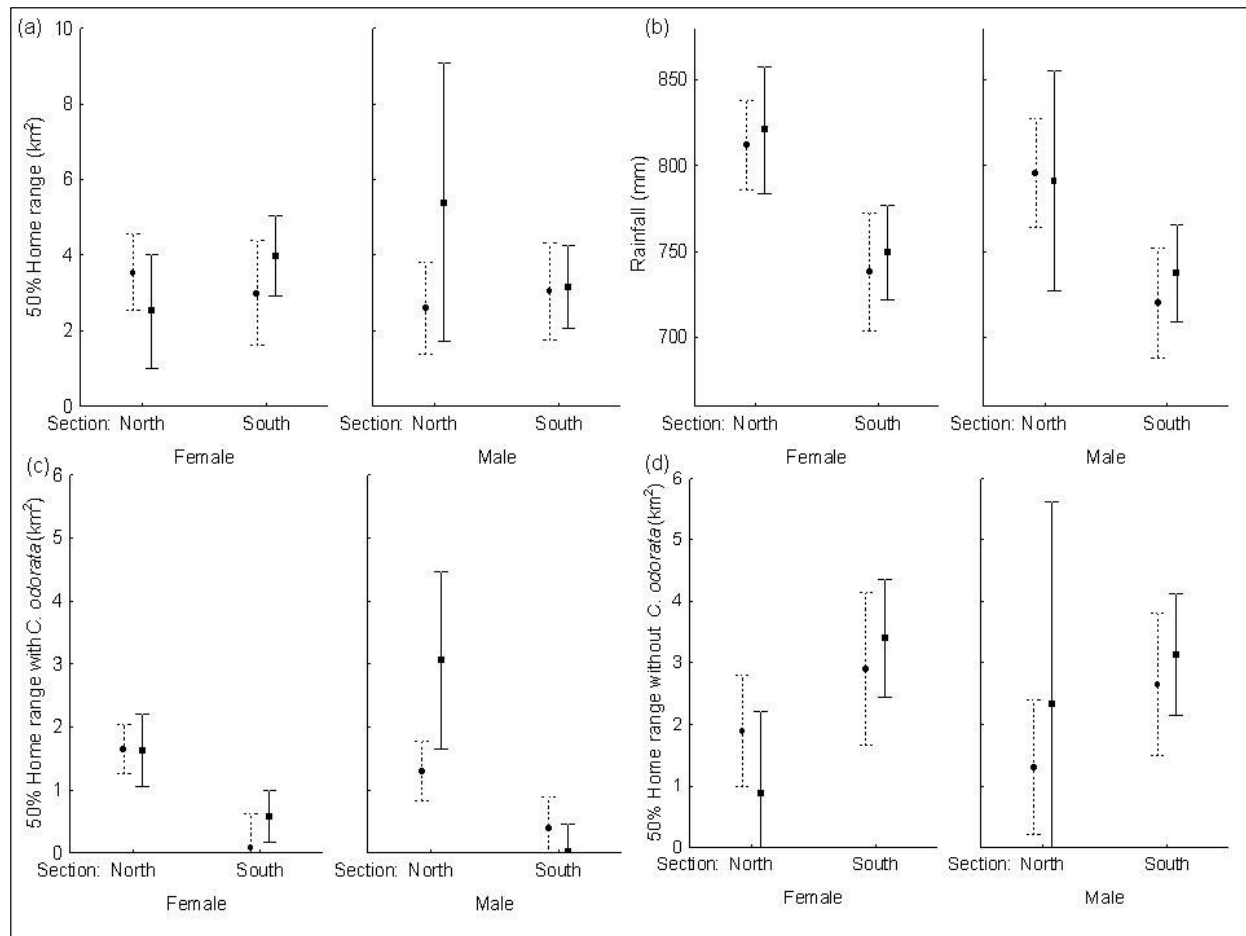 (a)
10
8
6
4
2
0
50% Home range (km²)
Section: North South
Female
Section: North South
Male
(b)
850
800
750
700
Rainfall (mm)
Section: North South
Female
Section: North South
Male
(c)
6
5
4
3
2
1
0
50% Home range with C. odorata (km²)
Section: North South
Female
Section: North South
Male
(d)
6
5
4
3
2
1
0
50% Home range without C. odorata (km²)
Section: North South
Female
Section: North South
Male